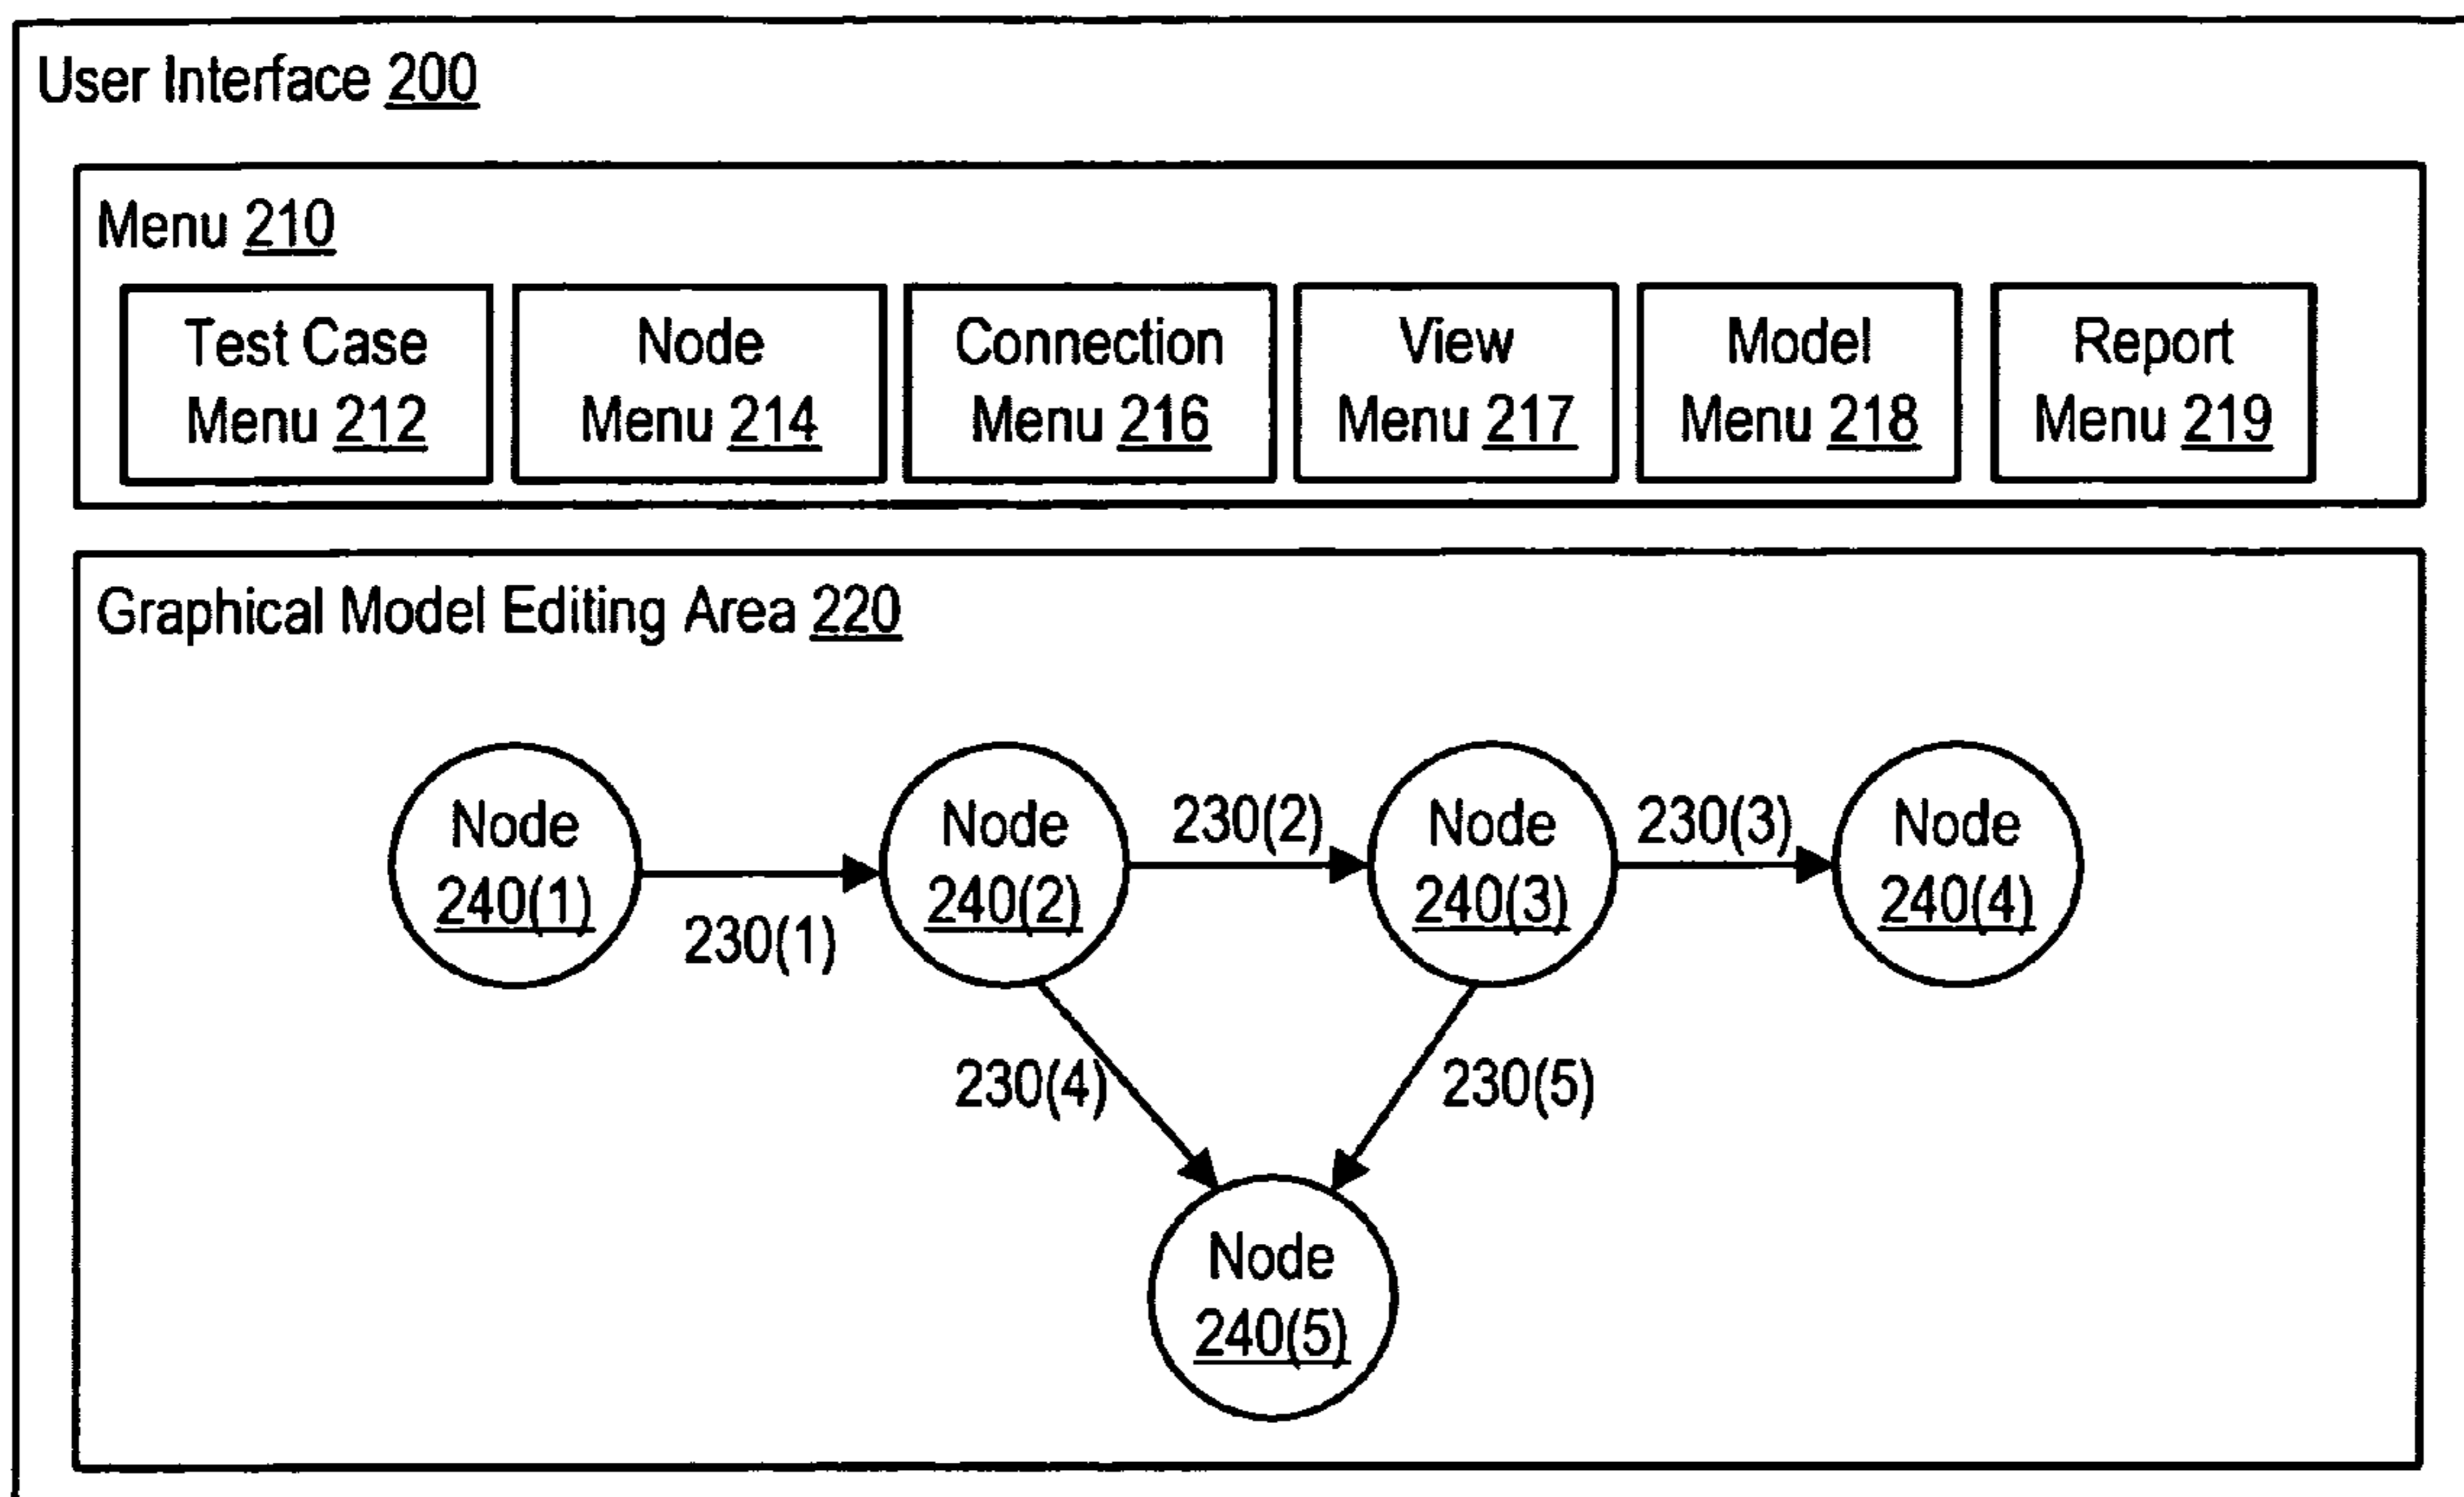 User Interface 200
Menu 210
Test Case
Menu 212
Node
Menu 214
Connection
Menu 216
View
Menu 217
Model
Menu 218
Report
Menu 219
Graphical Model Editing Area 220
Node
240(1)
230(1)
Node
240(2)
230(2)
Node
240(3)
230(3)
Node
240(4)
230(4)
230(5)
Node
240(5)